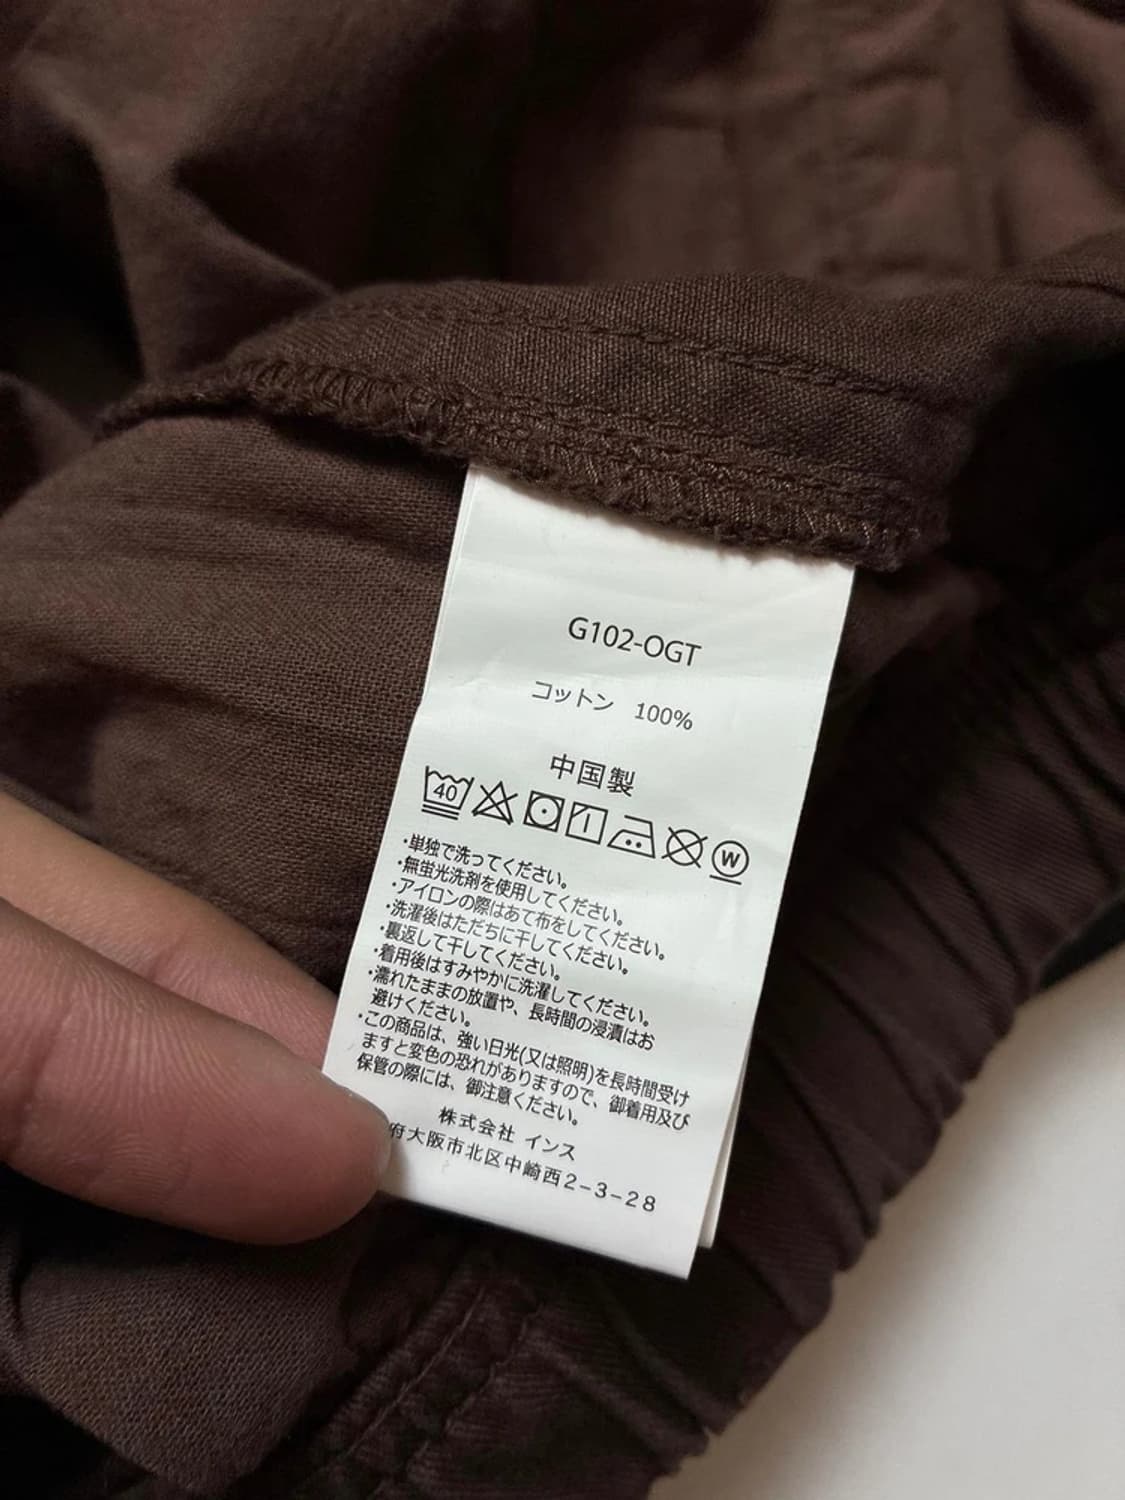 G102-OGT
コットン 100%
中国製
40 W
・単独で洗ってください。
・無蛍光洗剤を使用してください。
・アイロンの際はあて布をしてください。
・洗濯後はただちに干してください。
・裏返して干してください。
・着用後はすみやかに洗濯してください。
・濡れたままの放置や、長時間の浸漬はお
避けください。
・この商品は、強い日光(又は照明)を長時間受け
ますと変色の恐れがありますので、御着用及び
保管の際には、御注意ください。
株式会社 インス
府大阪市北区中崎西2-3-28